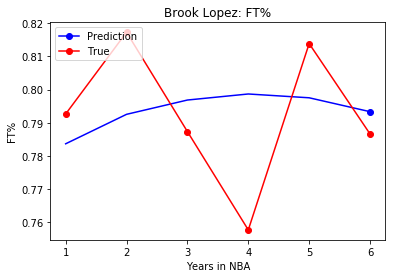 Brook Lopez: FT%
Prediction
True
0.82
0.81
0.80
0.79
0.78
0.77
0.76
FT%
1 2 3 4 5 6
Years in NBA